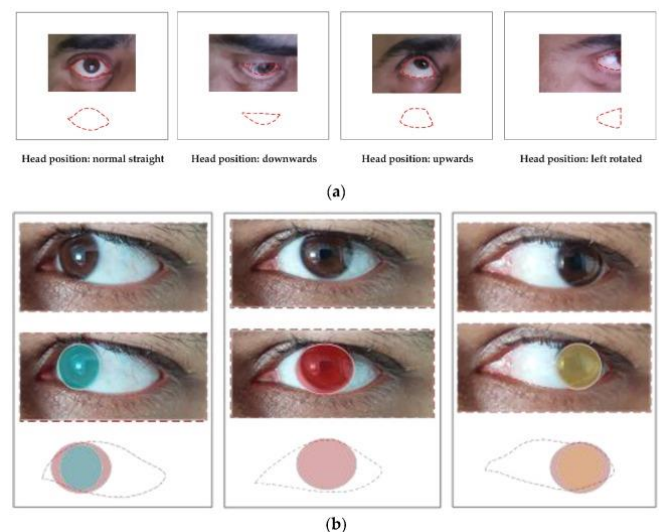 Head position: normal straight
Head position: downwards
Head position: upwards
Head position: left rotated
(a)
(b)